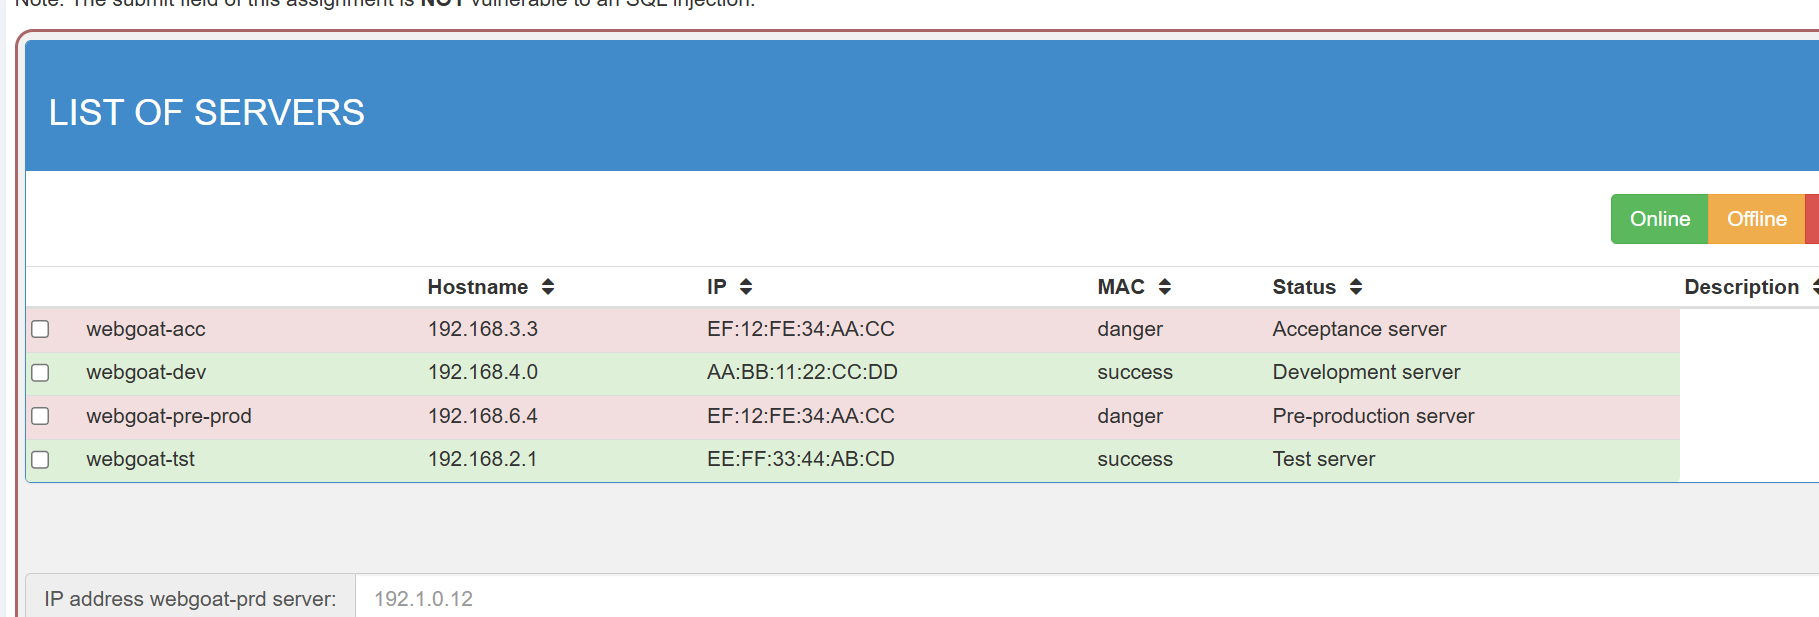 Note: The submit field of this assignment is NOT vulnerable to an SQL injection.
LIST OF SERVERS
Online Offline
Hostname IP MAC Status Description
webgoat-acc 192.168.3.3 EF:12:FE:34:AA:CC danger Acceptance server
webgoat-dev 192.168.4.0 AA:BB:11:22:CC:DD success Development server
webgoat-pre-prod 192.168.6.4 EF:12:FE:34:AA:CC danger Pre-production server
webgoat-tst 192.168.2.1 EE:FF:33:44:AB:CD success Test server
IP address webgoat-prd server: 192.1.0.12